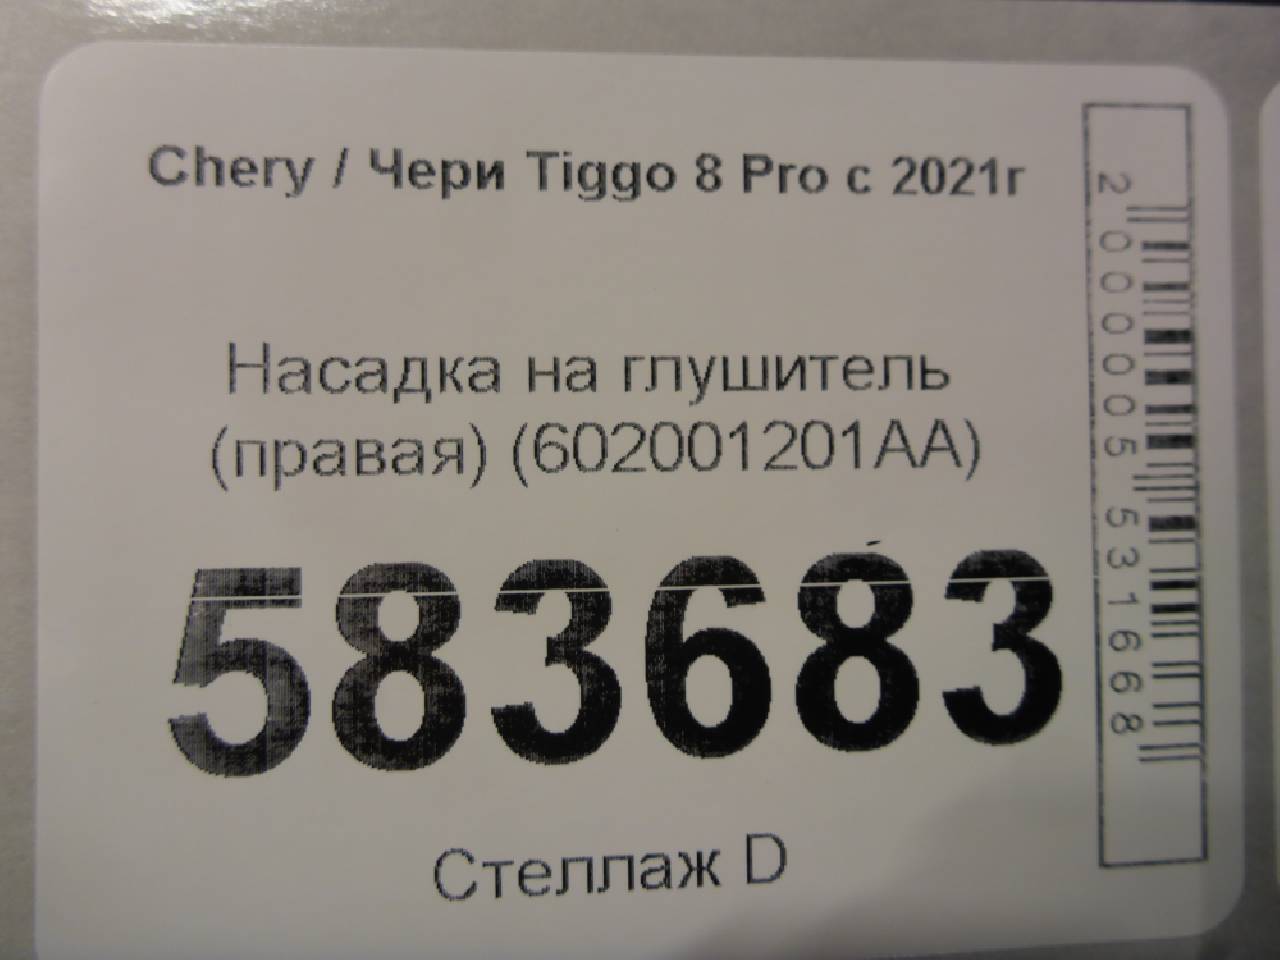 Chery / Чери Tiggo 8 Pro с 2021г
Насадка на глушитель
(правая) (602001201AA)
583683
Стеллаж D
2000005531668